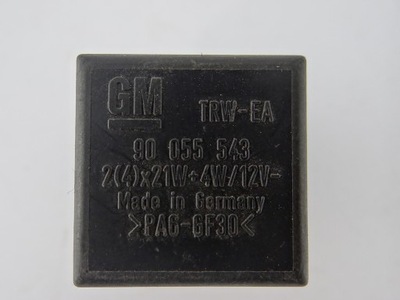 GM
TRW-EA
90 055 543
2(4)x21W+4W/12V-
Made in Germany
>PA6-GF30<